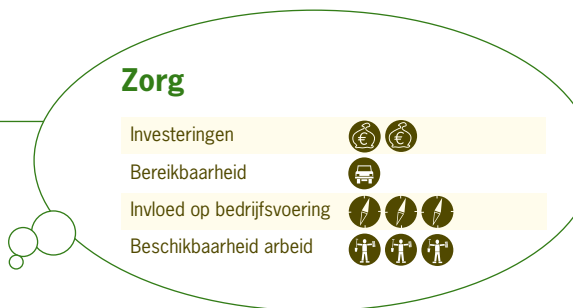 Zorg
Investeringen
Bereikbaarheid
Invloed op bedrijfsvoering
Beschikbaarheid arbeid